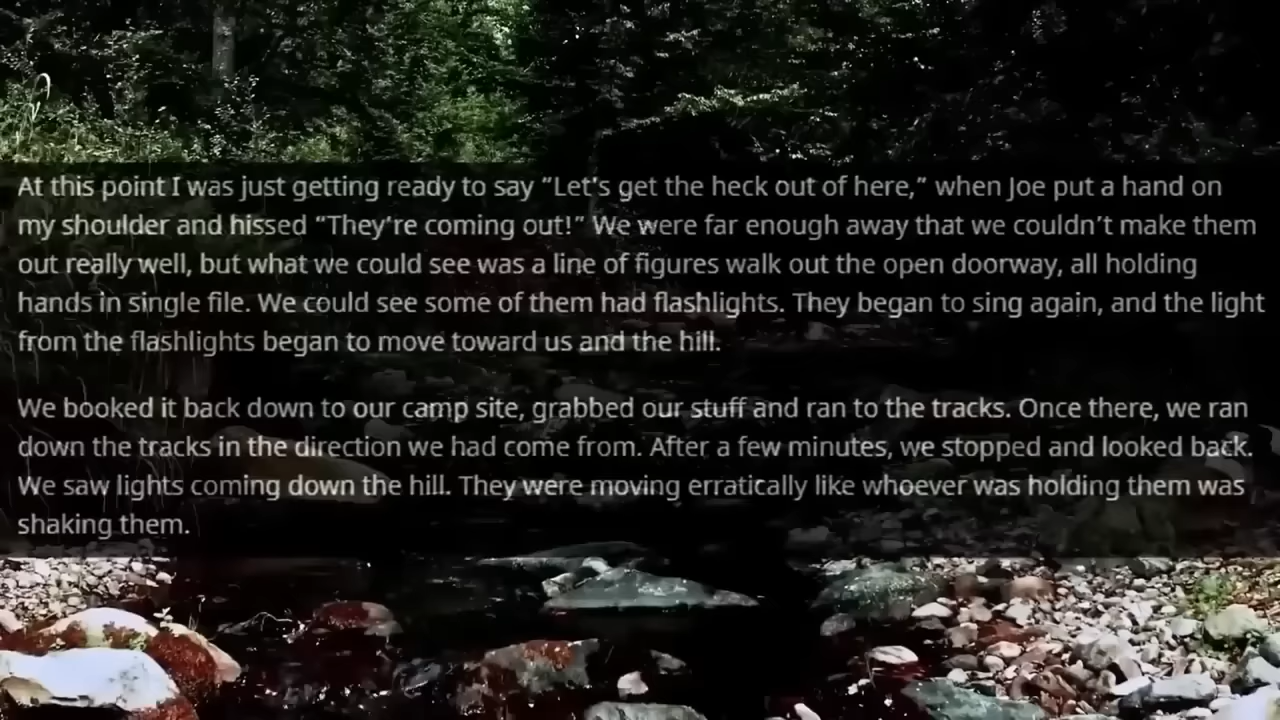 At this point I was just getting ready to say “Let’s get the heck out of here,” when Joe put a hand on
my shoulder and hissed “They’re coming out!” We were far enough away that we couldn’t make them
out really well, but what we could see was a line of figures walk out the open doorway, all holding
hands in single file. We could see some of them had flashlights. They began to sing again, and the light
from the flashlights began to move toward us and the hill.
We booked it back down to our camp site, grabbed our stuff and ran to the tracks. Once there, we ran
down the tracks in the direction we had come from. After a few minutes, we stopped and looked back.
We saw lights coming down the hill. They were moving erratically like whoever was holding them was
shaking them.